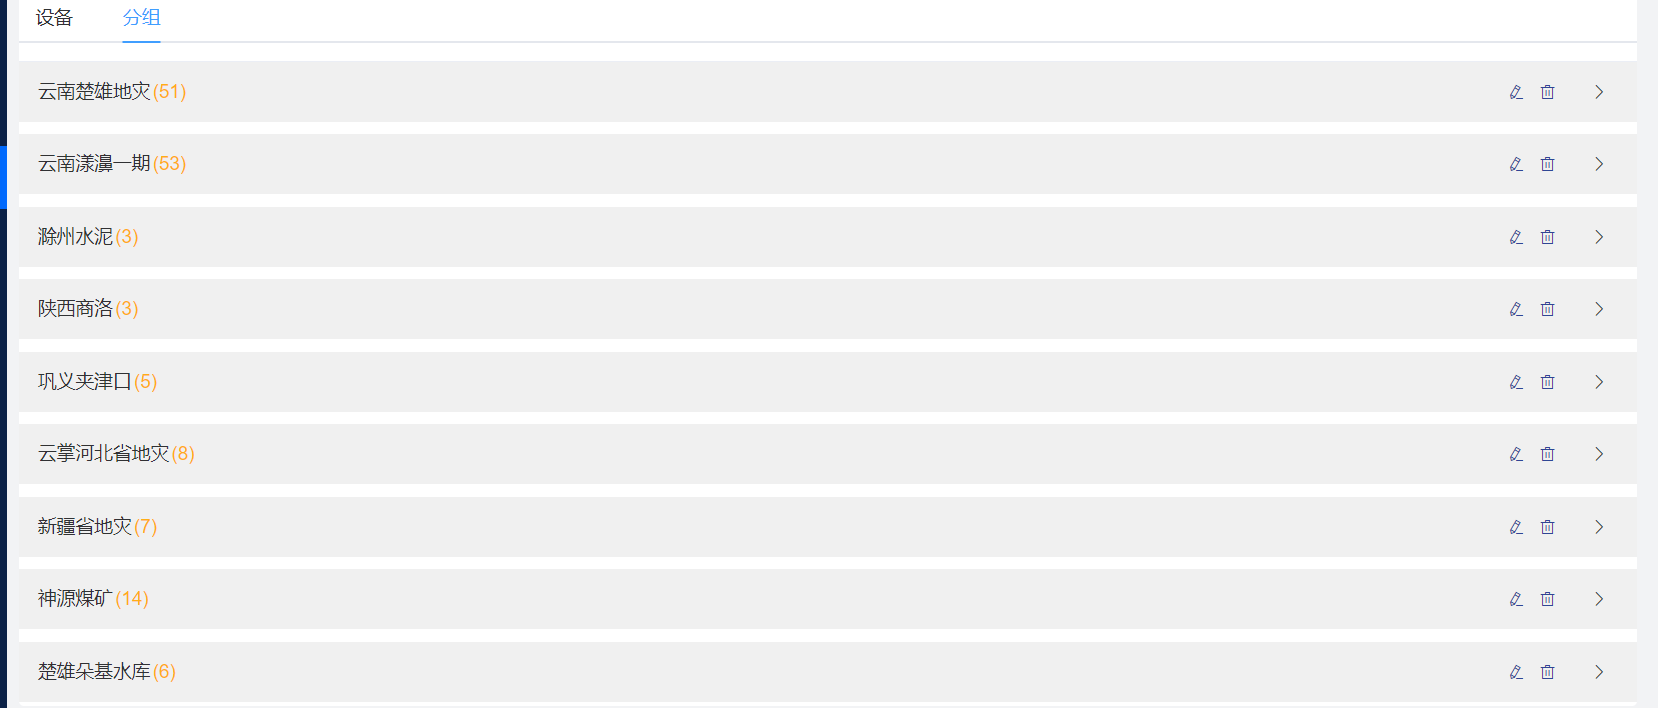 设备 分组
云南楚雄地灾(51)
云南漾濞一期(53)
滁州水泥(3)
陕西商洛(3)
巩义夹津口(5)
云掌河北省地灾(8)
新疆省地灾(7)
神源煤矿(14)
楚雄朵基水库(6)